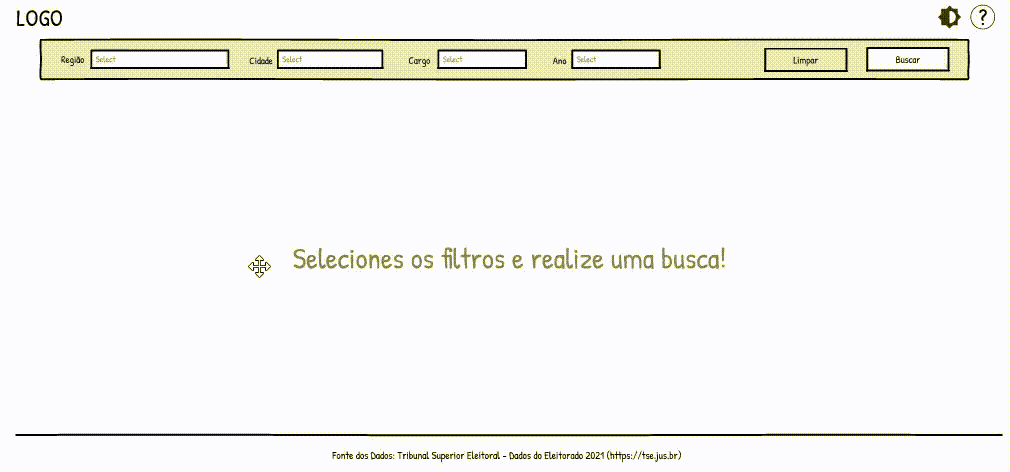 LOGO
?
Região Select Cidade Select Cargo Select Ano Select Limpar Buscar
Seleciones os filtros e realize uma busca!
Fonte dos Dados: Tribunal Superior Eleitoral - Dados do Eleitorado 2021 (https://tse.jus.br)